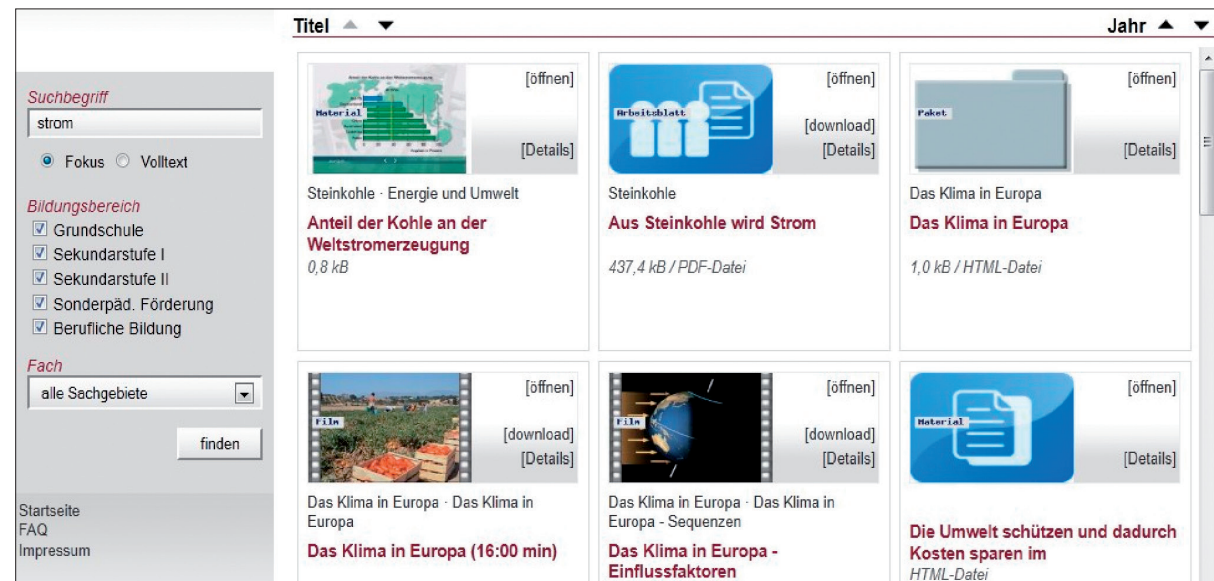 Titel
Jahr
Suchbegriff
strom
Fokus
Volltext
Bildungsbereich
Grundschule
Sekundarstufe I
Sekundarstufe II
Sonderpäd. Förderung
Berufliche Bildung
Fach
alle Sachgebiete
finden
Startseite
FAQ
Impressum
Material
[öffnen]
[Details]
Steinkohle · Energie und Umwelt
Anteil der Kohle an der
Weltstromerzeugung
0,8 kB
Arbeitsblatt
[öffnen]
[download]
[Details]
Steinkohle
Aus Steinkohle wird Strom
437,4 kB / PDF-Datei
Paket
[öffnen]
[Details]
Das Klima in Europa
Das Klima in Europa
1,0 kB / HTML-Datei
Film
[öffnen]
[download]
[Details]
Das Klima in Europa · Das Klima in
Europa
Das Klima in Europa (16:00 min)
Film
[öffnen]
[download]
[Details]
Das Klima in Europa · Das Klima in
Europa - Sequenzen
Das Klima in Europa -
Einflussfaktoren
Material
[öffnen]
[Details]
Die Umwelt schützen und dadurch
Kosten sparen im
HTML-Datei